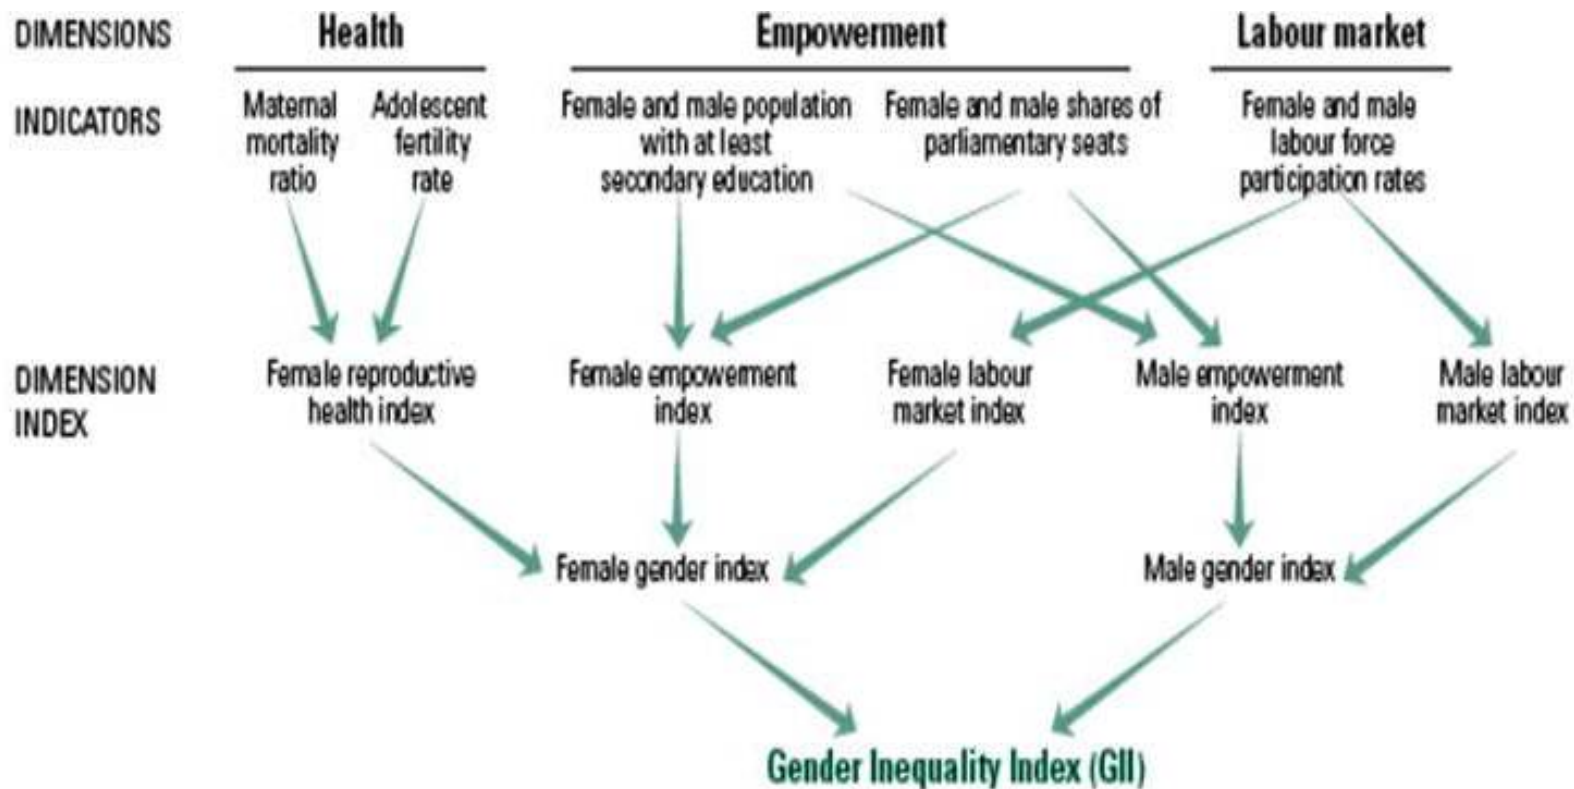 DIMENSIONS
Health
Empowerment
Labour market
INDICATORS
Maternal
mortality
ratio
Adolescent
fertility
rate
Female and male population
with at least
secondary education
Female and male shares of
parliamentary seats
Female and male
labour force
participation rates
DIMENSION
INDEX
Female reproductive
health index
Female empowerment
index
Female labour
market index
Male empowerment
index
Male labour
market index
Female gender index
Male gender index
Gender Inequality Index (GII)